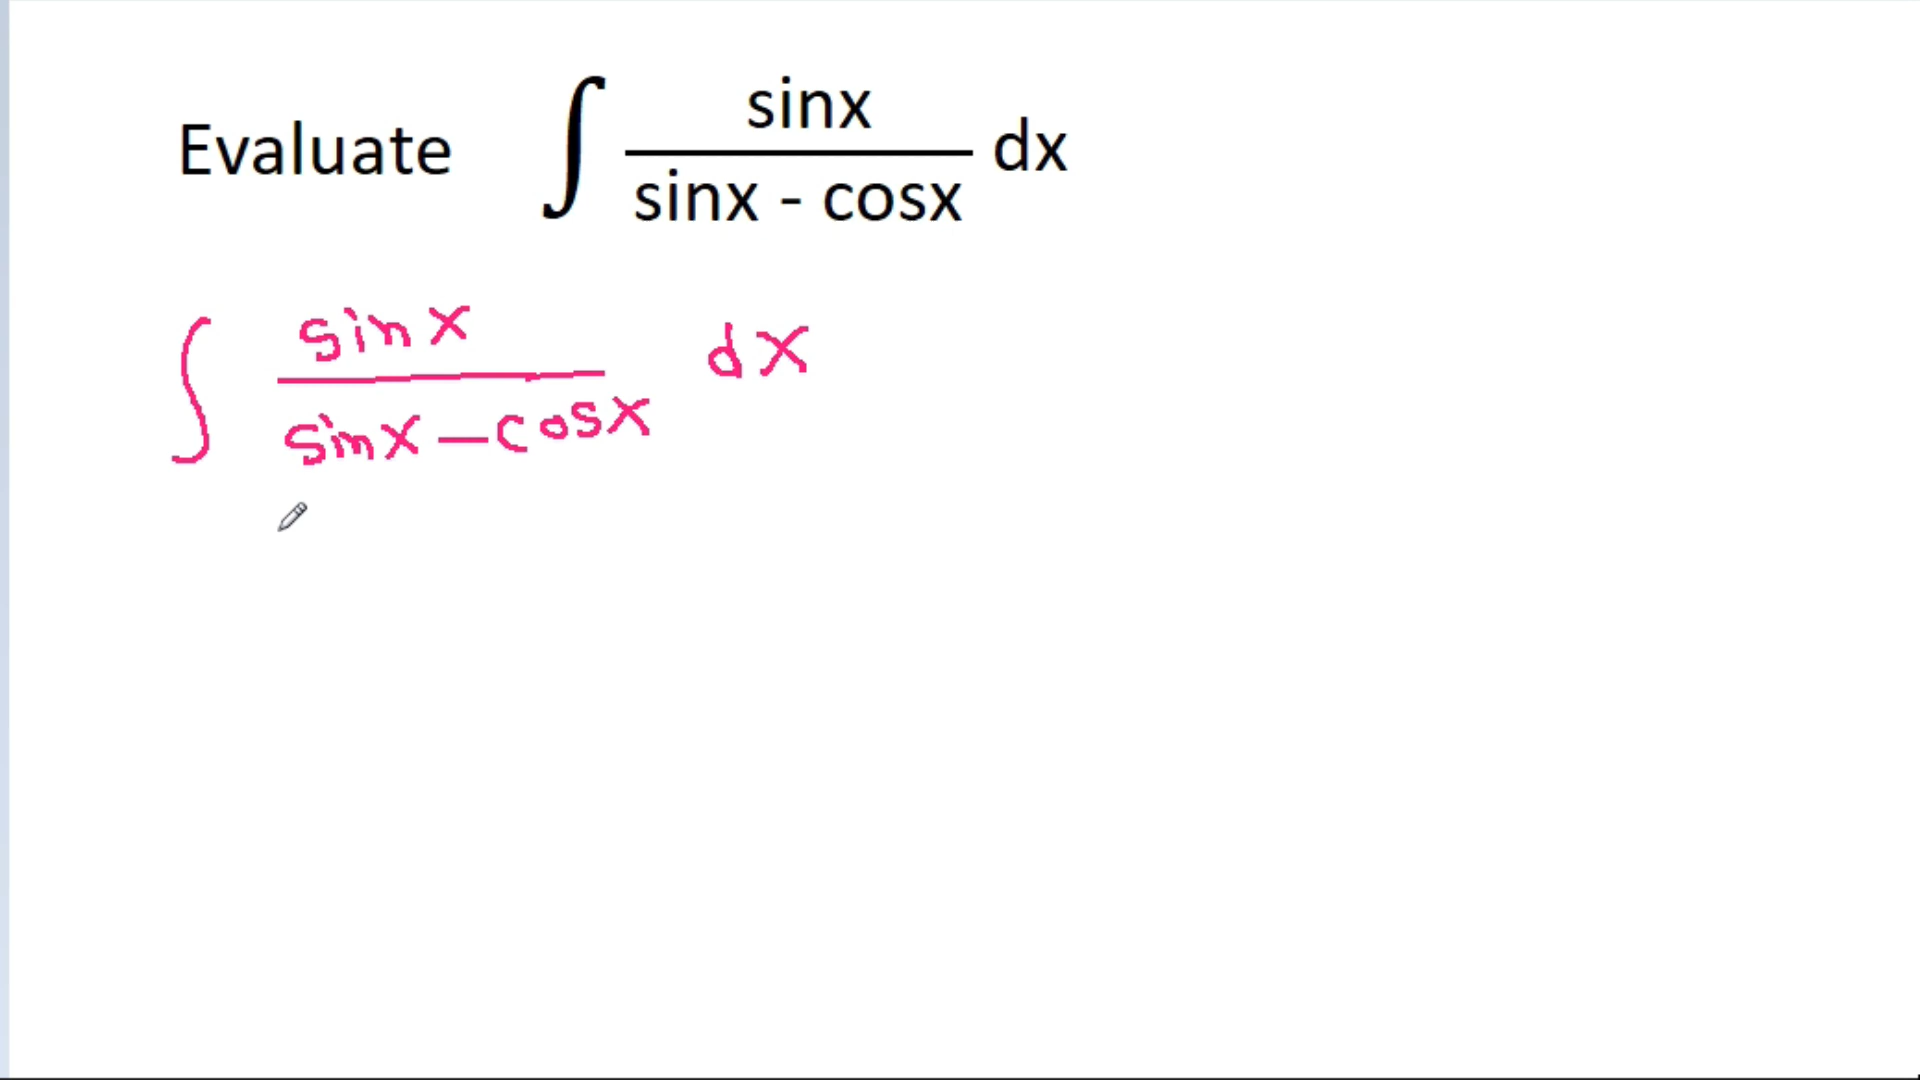 Evaluate ∫ sinx / sinx - cosx dx
∫ sinx / sinx - cosx dx